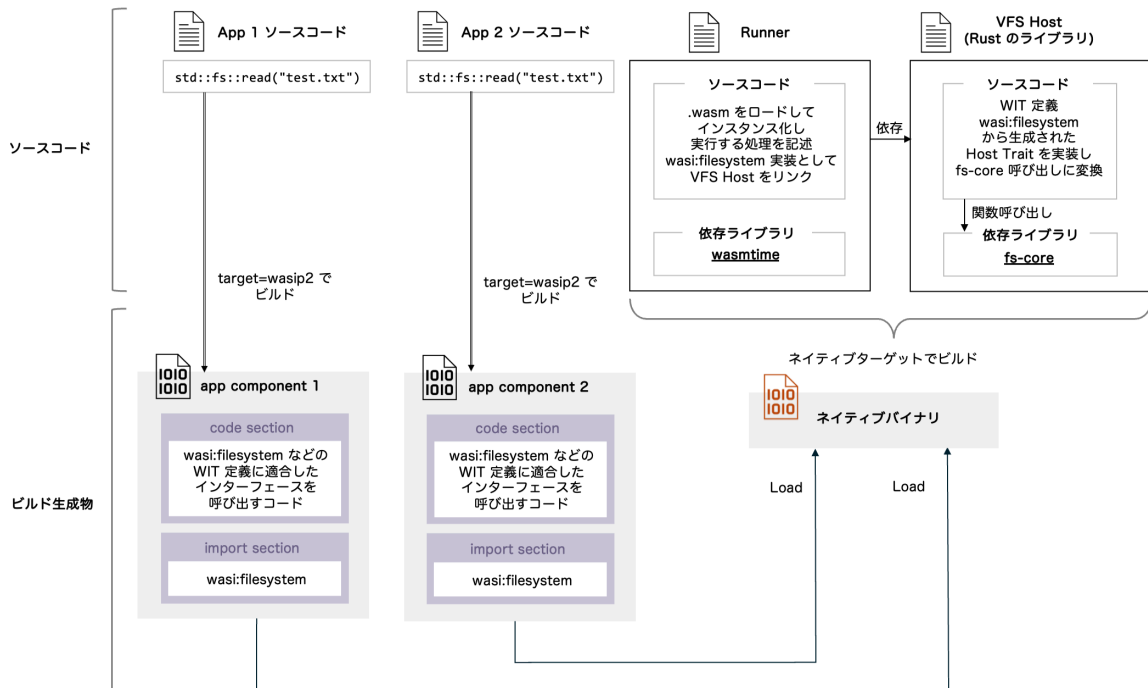 App 1 ソースコード
App 2 ソースコード
Runner
VFS Host
(Rust のライブラリ)
std::fs::read("test.txt")
std::fs::read("test.txt")
ソースコード
.wasm をロードして
インスタンス化し
実行する処理を記述
wasi:filesystem 実装として
VFS Host をリンク
依存ライブラリ
wasmtime
依存
ソースコード
WIT 定義
wasi:filesystem
から生成された
Host Trait を実装し
fs-core 呼び出しに変換
関数呼び出し
依存ライブラリ
fs-core
ソースコード
target=wasip2 で
ビルド
target=wasip2 で
ビルド
ネイティブターゲットでビルド
ビルド生成物
1010
1010
app component 1
code section
wasi:filesystem などの
WIT 定義に適合した
インターフェースを
呼び出すコード
import section
wasi:filesystem
1010
1010
app component 2
code section
wasi:filesystem などの
WIT 定義に適合した
インターフェースを
呼び出すコード
import section
wasi:filesystem
1010
1010
ネイティブバイナリ
Load
Load